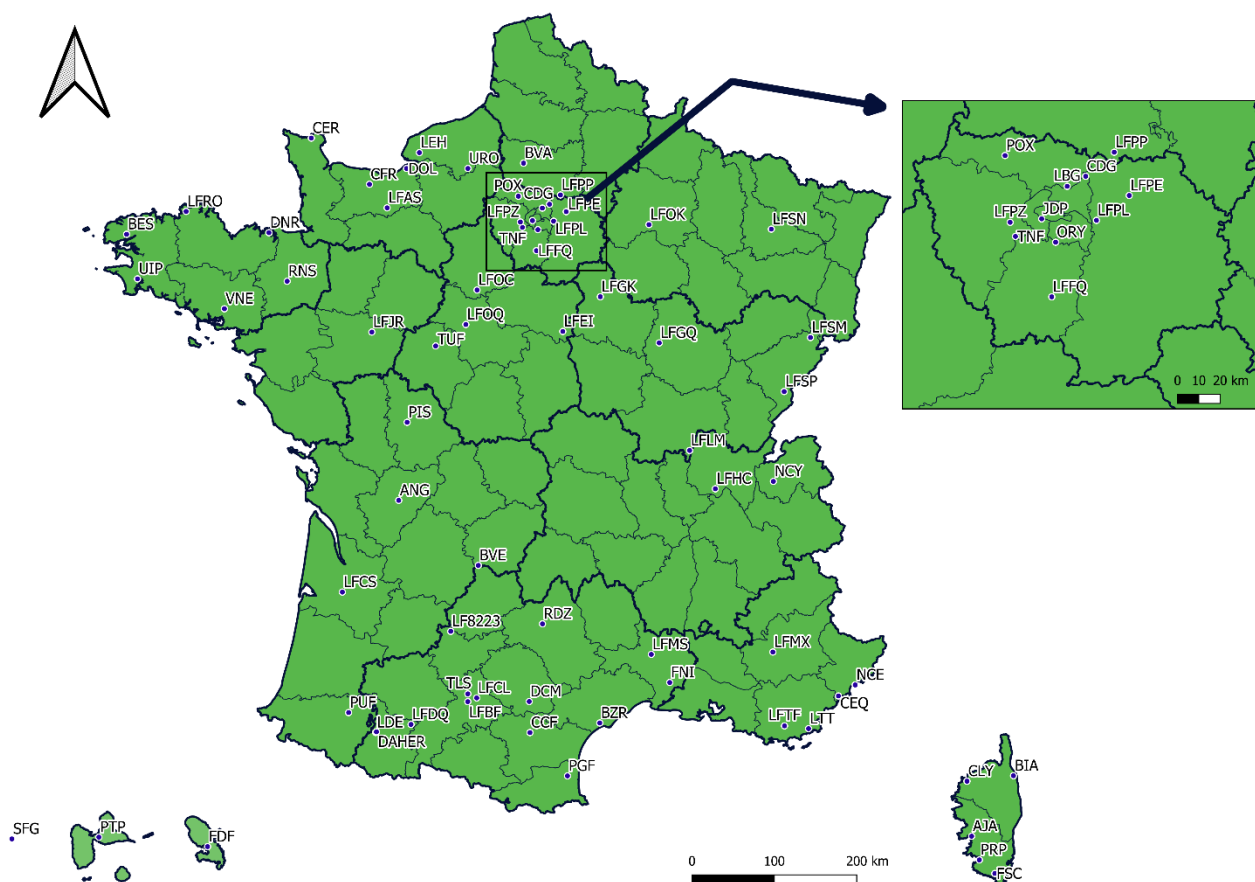 CER
LEH
DOL
URO
BVA
CFR
LFAS
POX
CDG
LFPP
LFPE
LFPZ
LFPL
TNF
LFFQ
LFRO
BES
DNR
UIP
RNS
VNE
LFOK
LFSN
LFOC
LFGK
LFJR
LFOQ
TUF
LFEI
LFGQ
LFSM
LFSP
PIS
LFLM
ANG
LFHC
NCY
BVE
LFCS
LF8223
RDZ
LFMS
LFMX
FNI
NCE
CEQ
TLS
LFCL
LFBF
DCM
PUF
LDE
LFDQ
DAHER
CCF
BZR
LFTF
LTT
PGF
CLY
BIA
AJA
PRP
FSC
SFG
PTP
FDF
0 100 200 km
POX
LFPP
LBG
CDG
LFPE
LFPZ
JDP
LFPL
TNF
ORY
LFFQ
0 10 20 km